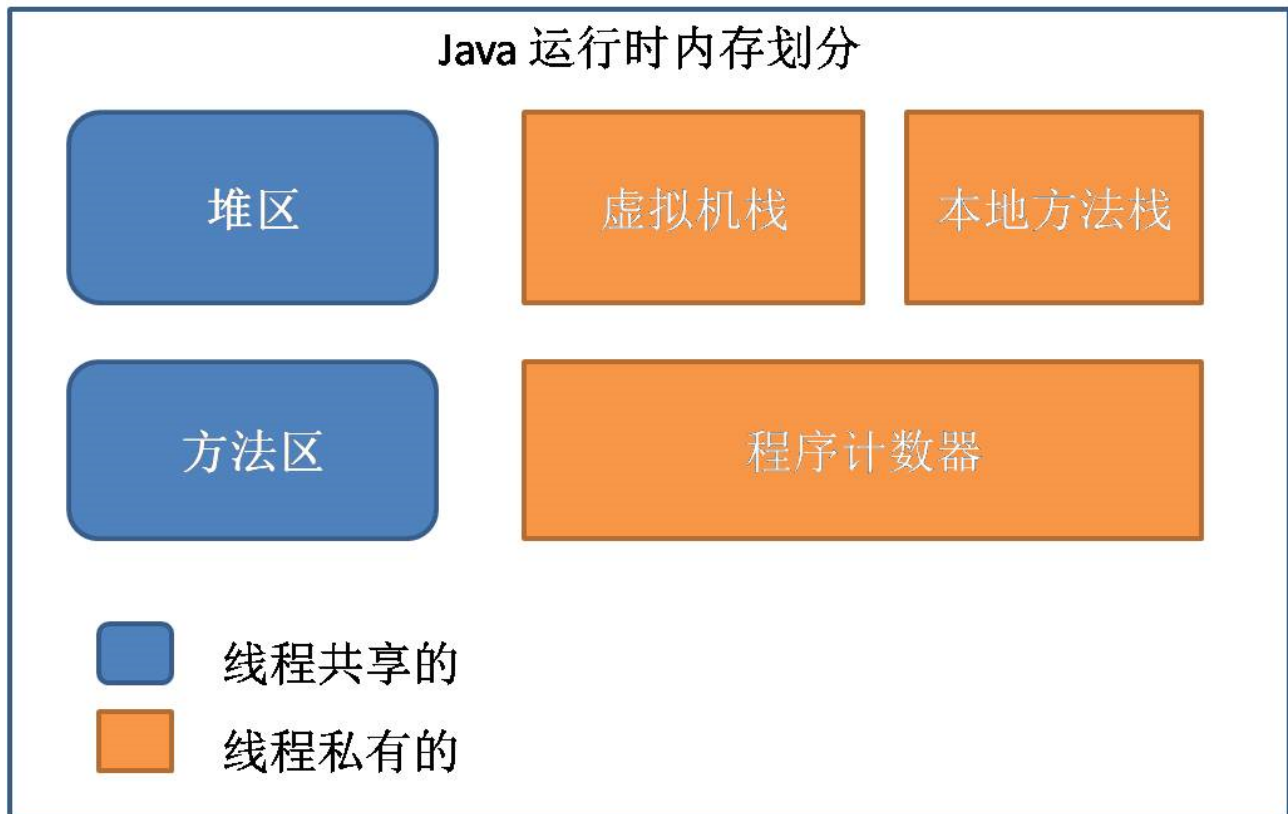 Java 运行时内存划分
堆区
虚拟机栈
本地方法栈
方法区
程序计数器
线程共享的
线程私有的